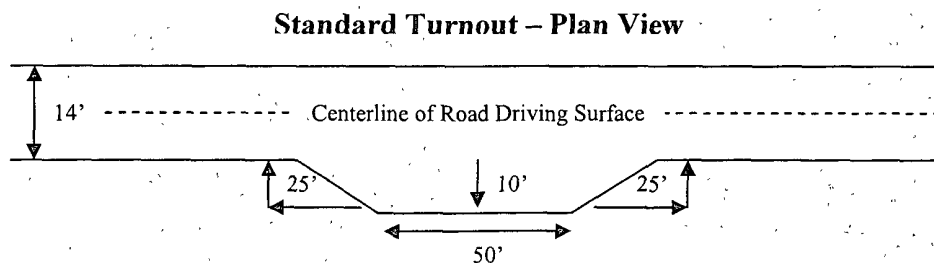 Standard Turnout – Plan View
14'
Centerline of Road Driving Surface
25' 10' 25'
50'